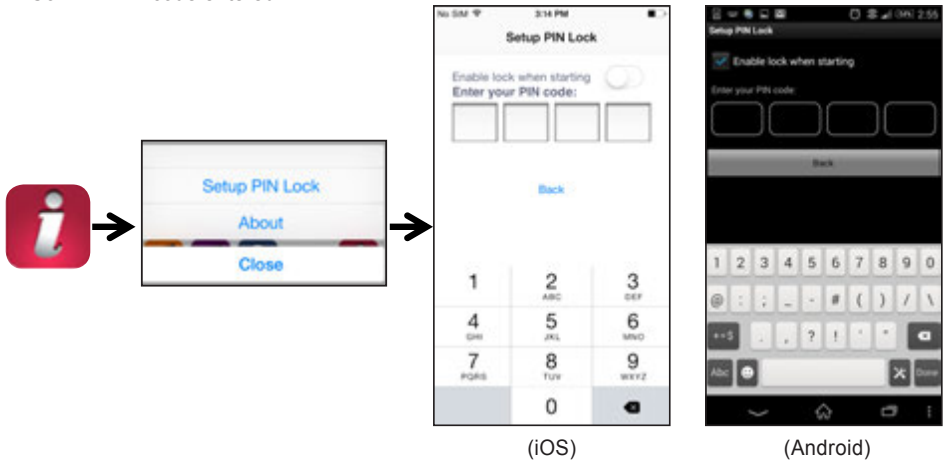 i
Setup PIN Lock
About
Close
No SIM 3:14 PM
Setup PIN Lock
Enable lock when starting
Enter your PIN code:
Back
1 2 3
ABC DEF
4 5 6
GHI JKL MNO
7 8 9
PQRS TUV WXYZ
0
(iOS)
2:55
Setup PIN Lock
Enable lock when starting
Enter your PIN code:
Back
1 2 3 4 5 6 7 8 9 0
@ : ; _ - # ( ) / \
. , ? ! ' "
Abc Done
(Android)